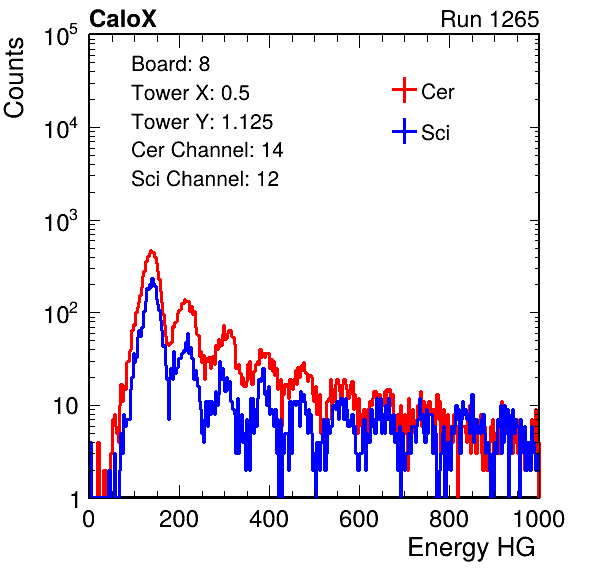 CaloX Run 1265
Counts
Board: 8
Tower X: 0.5
Tower Y: 1.125
Cer Channel: 14
Sci Channel: 12
Cer
Sci
10^5
10^4
10^3
10^2
10
1
0 200 400 600 800 1000
Energy HG